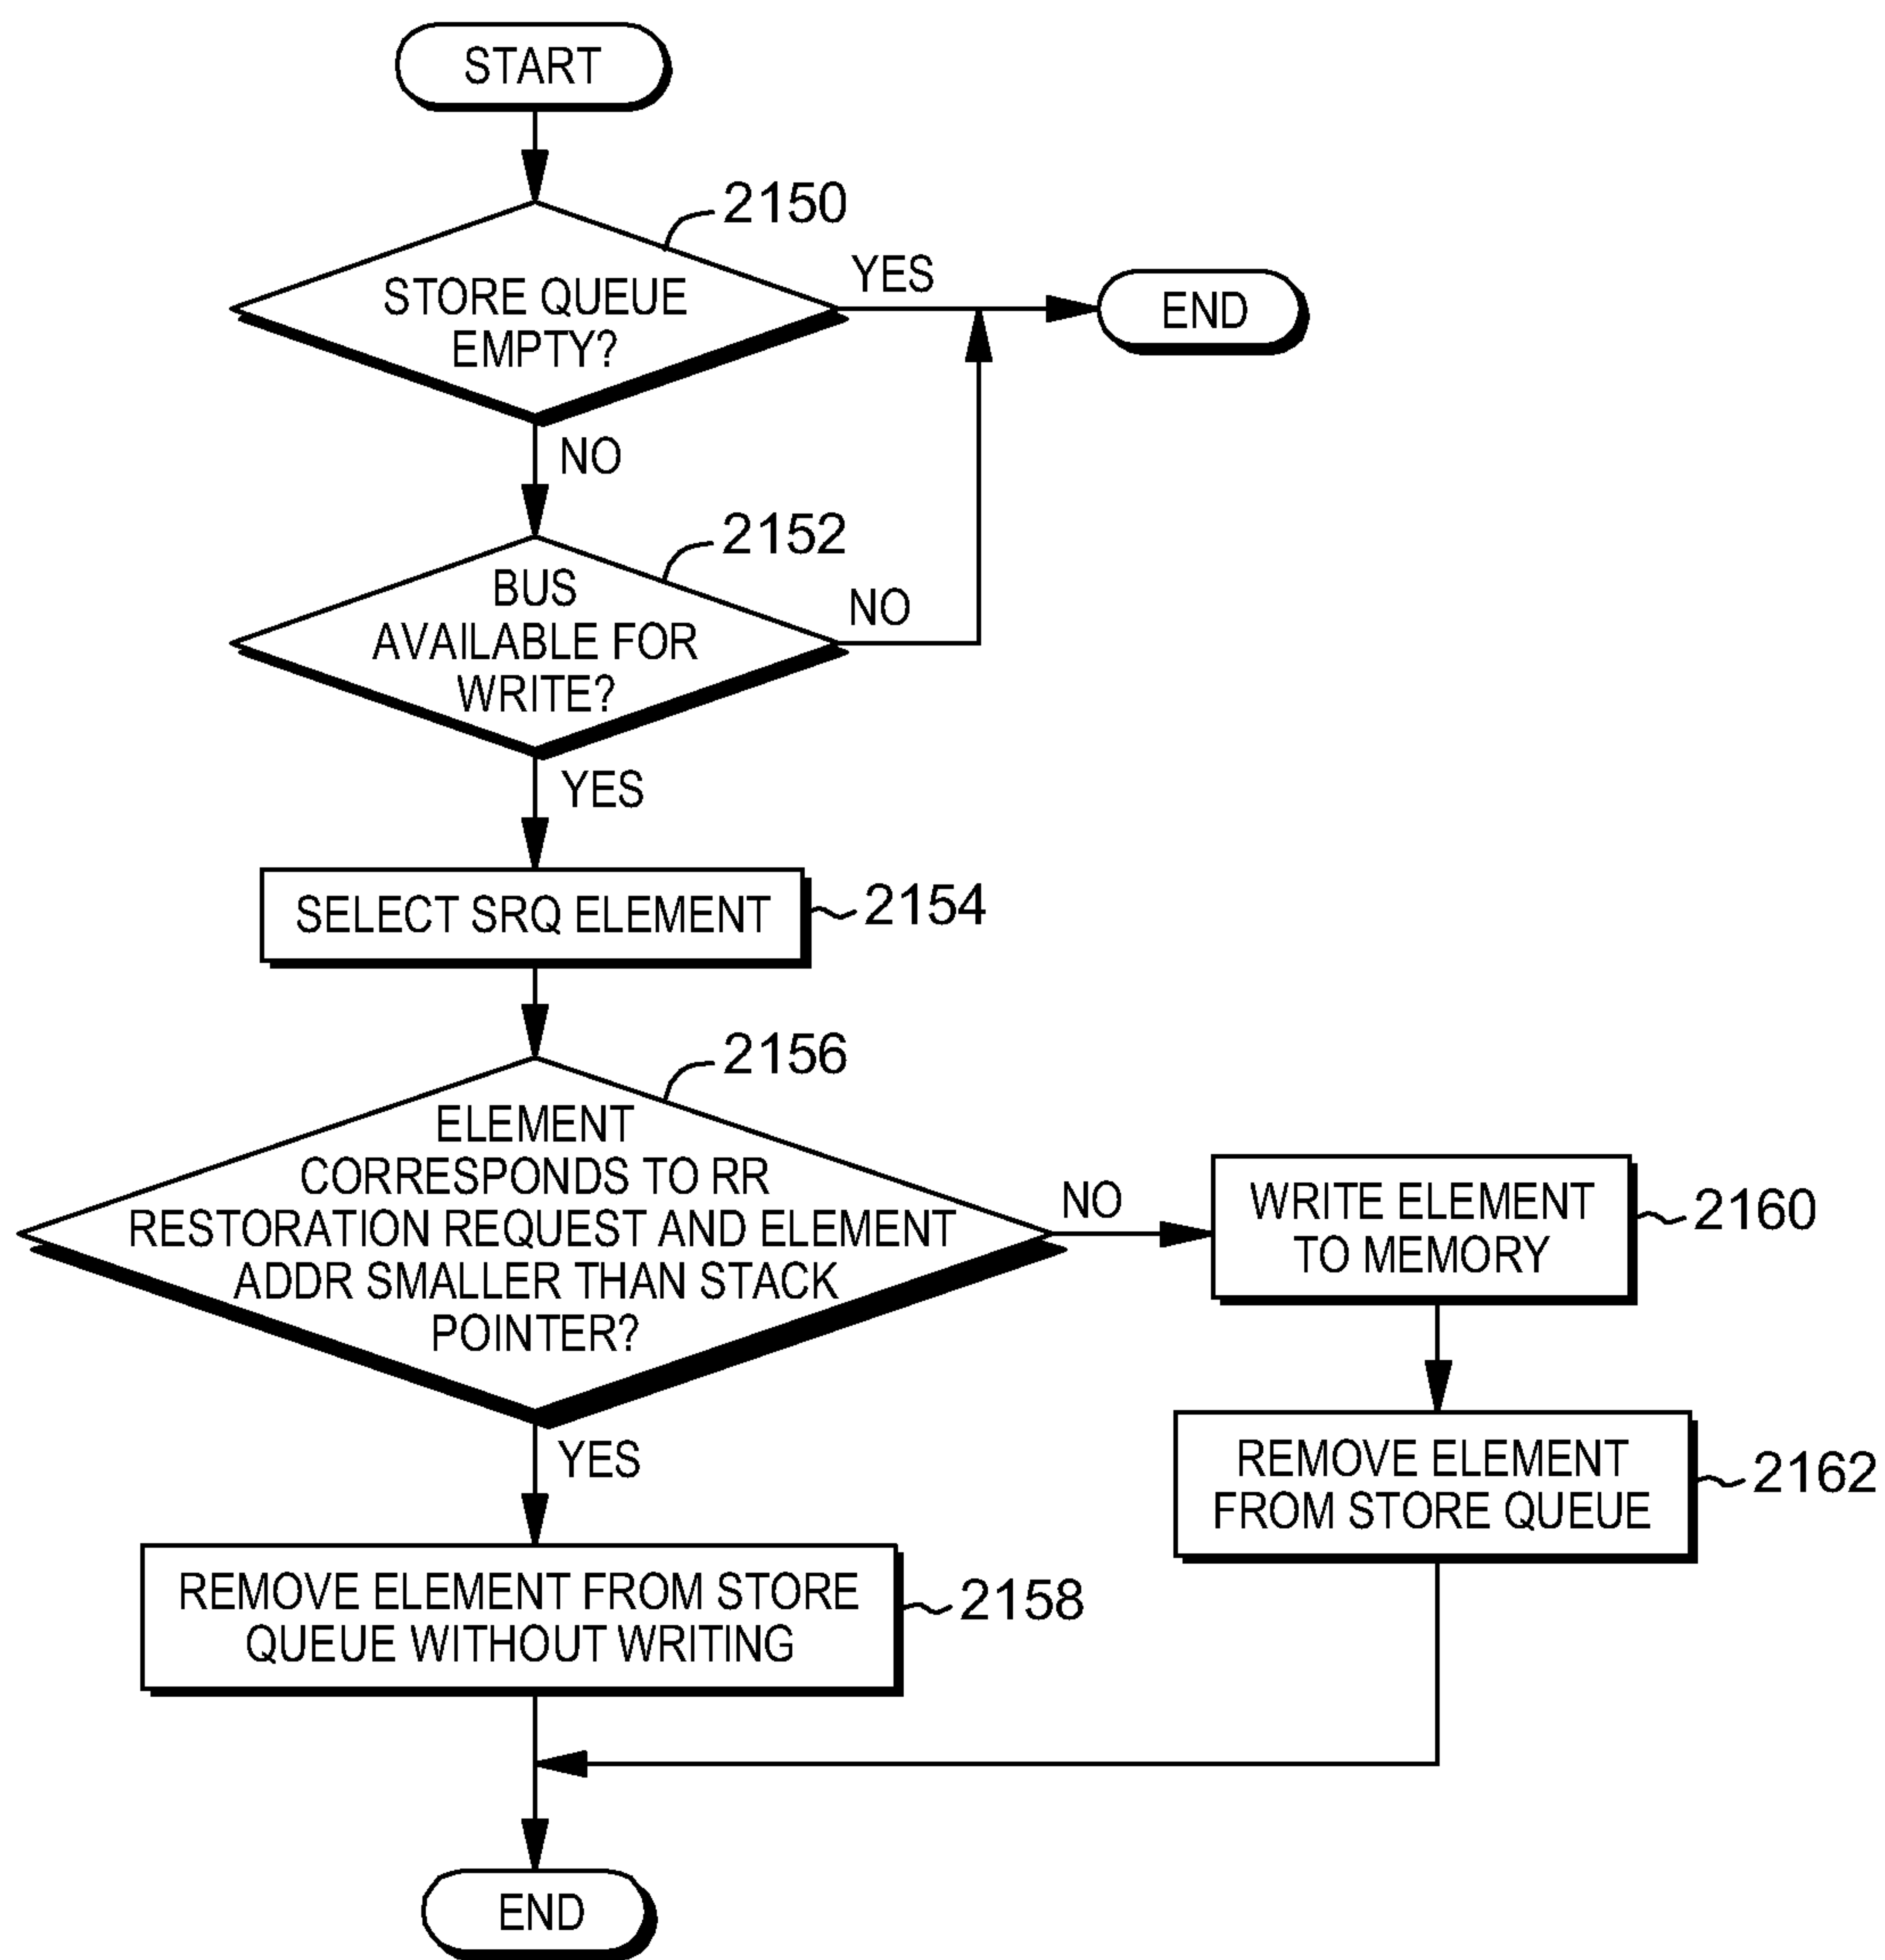 START
2150
STORE QUEUE
EMPTY?
YES
END
NO
2152
BUS
AVAILABLE FOR
WRITE?
NO
YES
SELECT SRQ ELEMENT
2154
2156
ELEMENT
CORRESPONDS TO RR
RESTORATION REQUEST AND ELEMENT
ADDR SMALLER THAN STACK
POINTER?
NO
WRITE ELEMENT
TO MEMORY
2160
YES
REMOVE ELEMENT
FROM STORE QUEUE
2162
REMOVE ELEMENT FROM STORE
QUEUE WITHOUT WRITING
2158
END